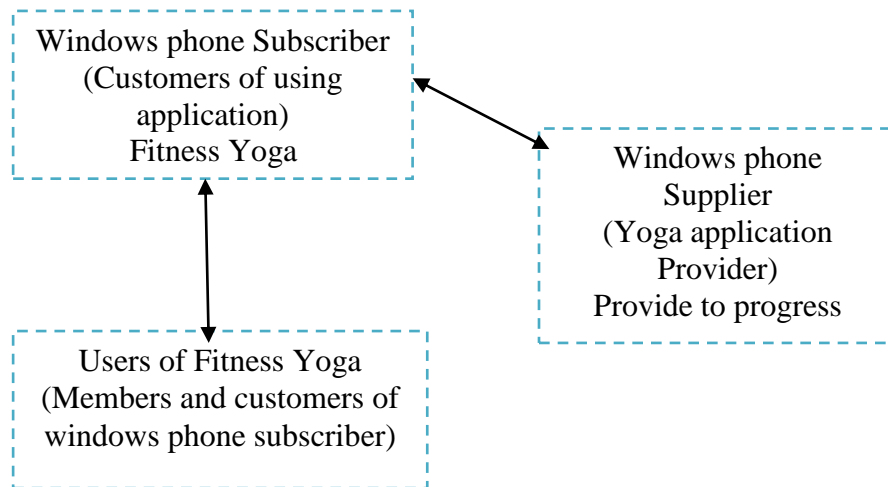 Windows phone Subscriber
(Customers of using
application)
Fitness Yoga
Windows phone
Supplier
(Yoga application
Provider)
Provide to progress
Users of Fitness Yoga
(Members and customers of
windows phone subscriber)